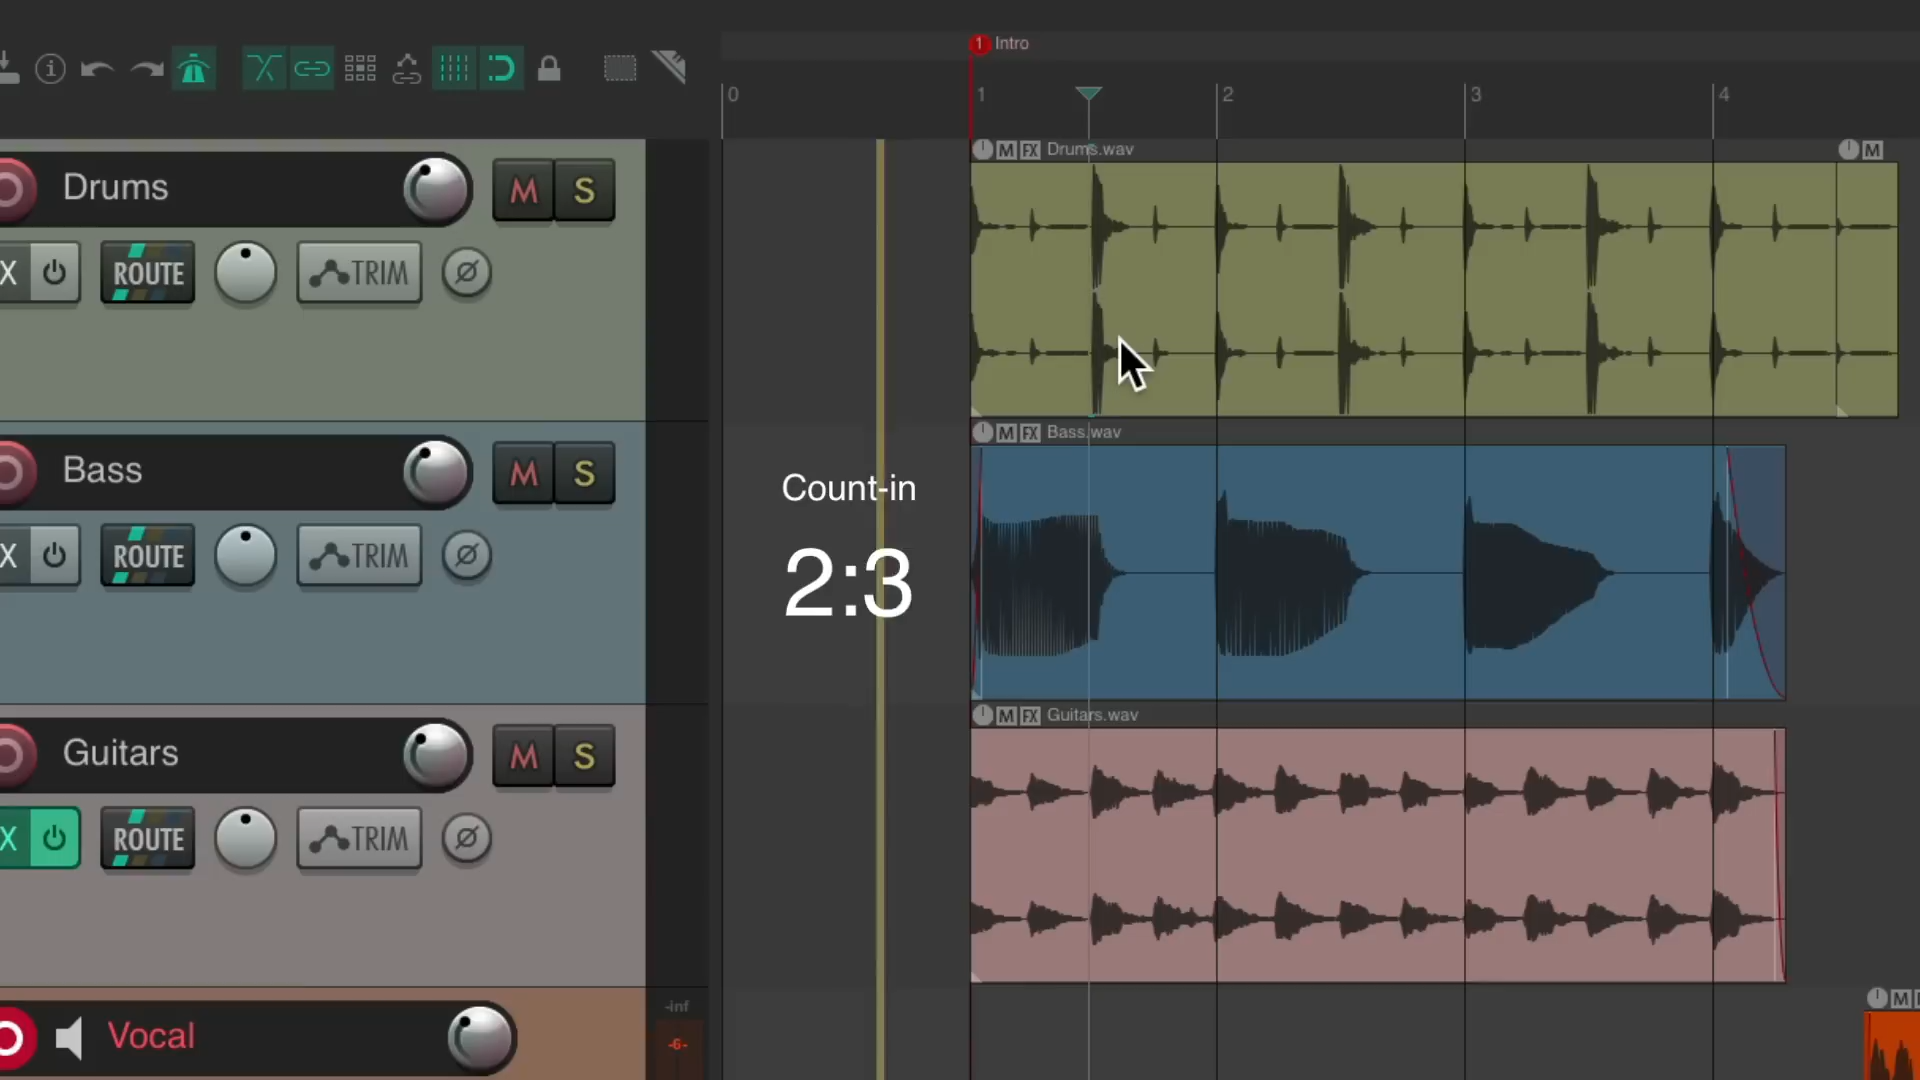 1 Intro
0 1 2 3 4
M FX Drums.wav M
Drums M S
X ROUTE TRIM
M FX Bass.wav
Bass M S
Count-in
X ROUTE TRIM
2:3
M FX Guitars.wav
Guitars M S
X ROUTE TRIM
M
-inf
Vocal
-6-